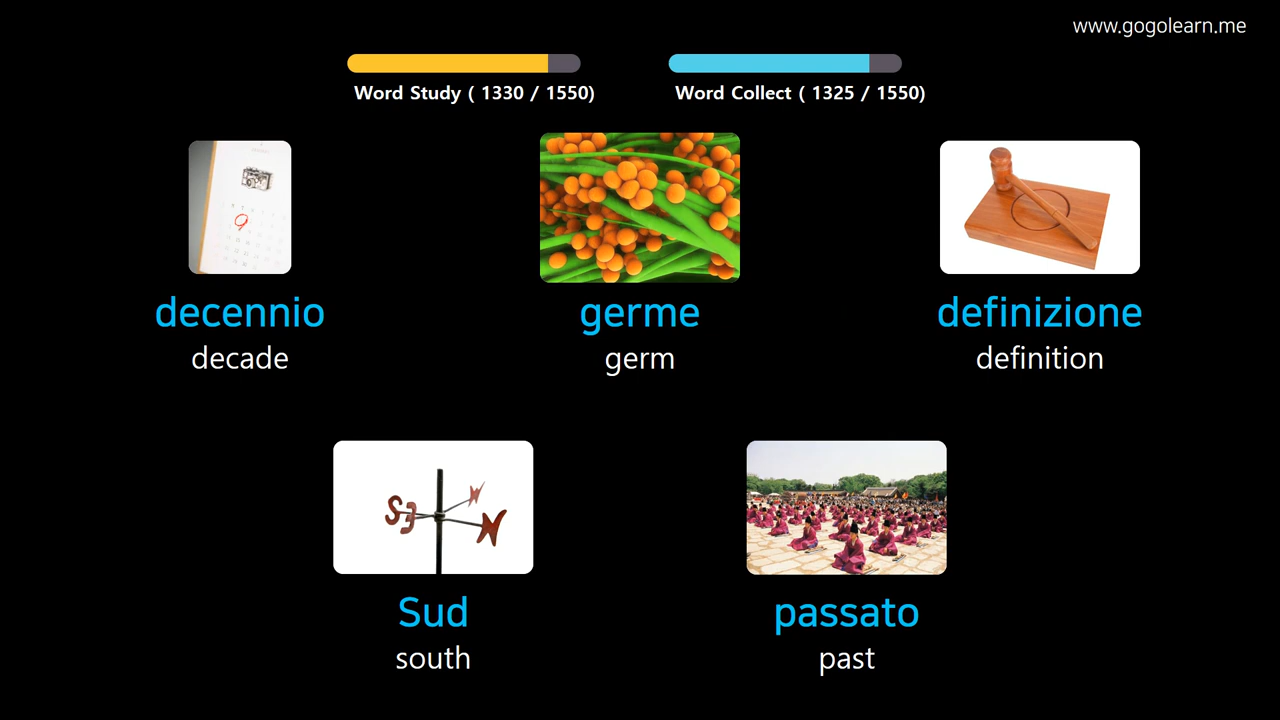 www.gogolearn.me
Word Study ( 1330 / 1550)
Word Collect ( 1325 / 1550)
decennio
decade
germe
germ
definizione
definition
Sud
south
passato
past